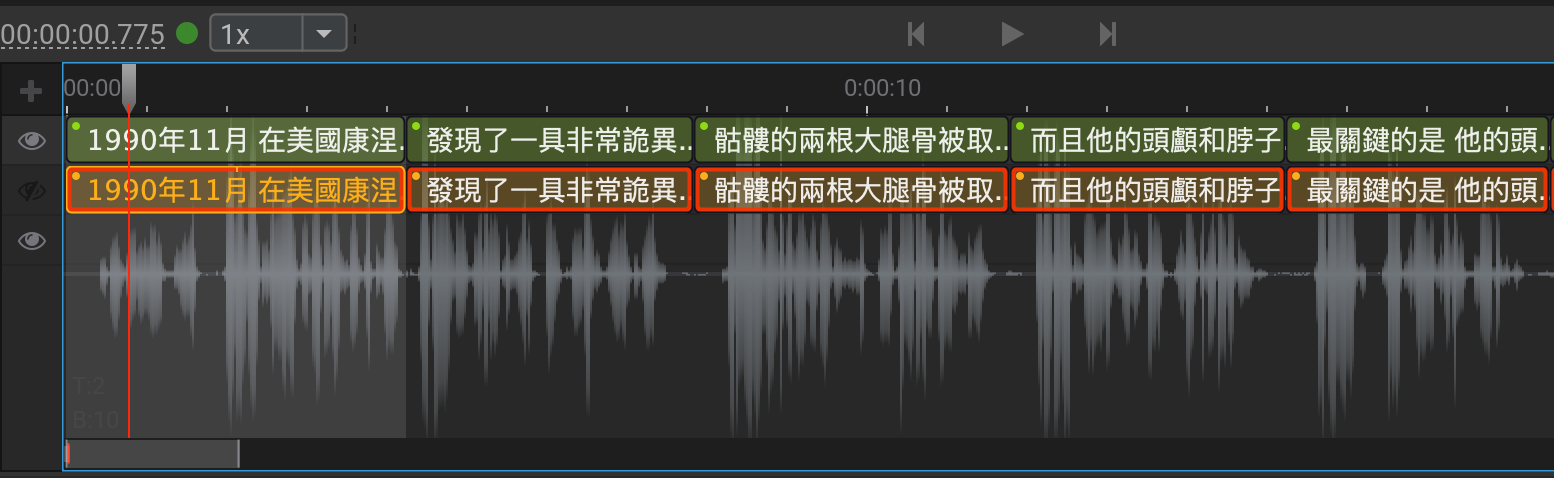 00:00:00.775 1x
00:00 0:00:10
1990年11月 在美國康涅.. 發現了一具非常詭異.. 骷髏的兩根大腿骨被取.. 而且他的頭顱和脖子 最關鍵的是 他的頭.
1990年11月 在美國康涅 發現了一具非常詭異.. 骷髏的兩根大腿骨被取.. 而且他的頭顱和脖子 最關鍵的是 他的頭.
T:2
B:10